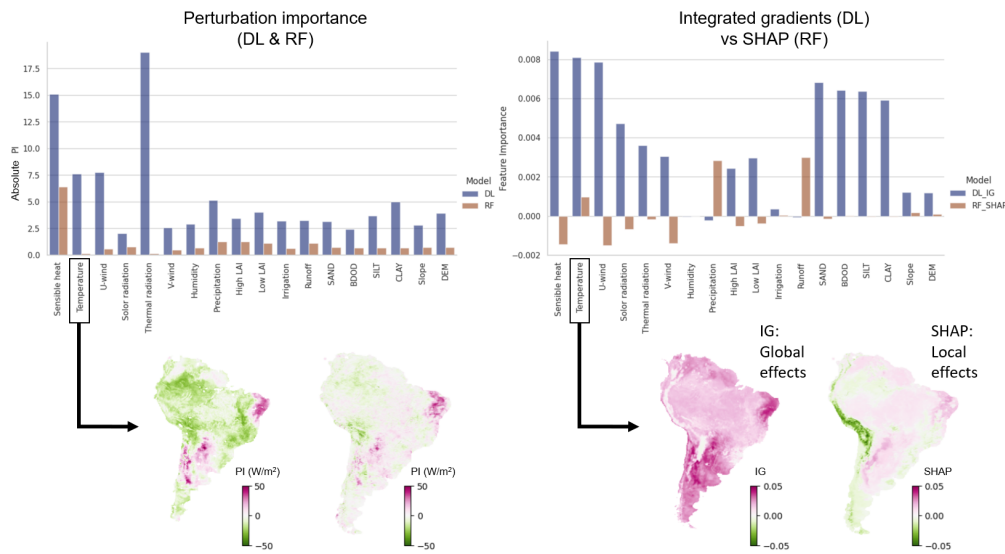 Perturbation importance
(DL & RF)
17.5
15.0
12.5
10.0
7.5
5.0
2.5
0.0
Absolute PI
Model
DL
RF
Sensible heat
Temperature
U-wind
Solor radiation
Thermal radiation
V-wind
Humidity
Precipitation
High LAI
Low LAI
Irrigation
Runoff
SAND
BDOD
SILT
CLAY
Slope
DEM
PI (W/m²)
50
0
−50
PI (W/m²)
50
0
−50
Integrated gradients (DL)
vs SHAP (RF)
0.008
0.006
0.004
0.002
0.000
−0.002
Feature Importance
Model
DL_IG
RF_SHAP
Sensible heat
Temperature
U-wind
Solar radiation
Thermal radiation
V-wind
Humidity
Precipitation
High LAI
Low LAI
Irrigation
Runoff
SAND
BDOD
SILT
CLAY
Slope
DEM
IG:
Global
effects
SHAP:
Local
effects
IG
0.05
0.00
−0.05
SHAP
0.05
0.00
−0.05